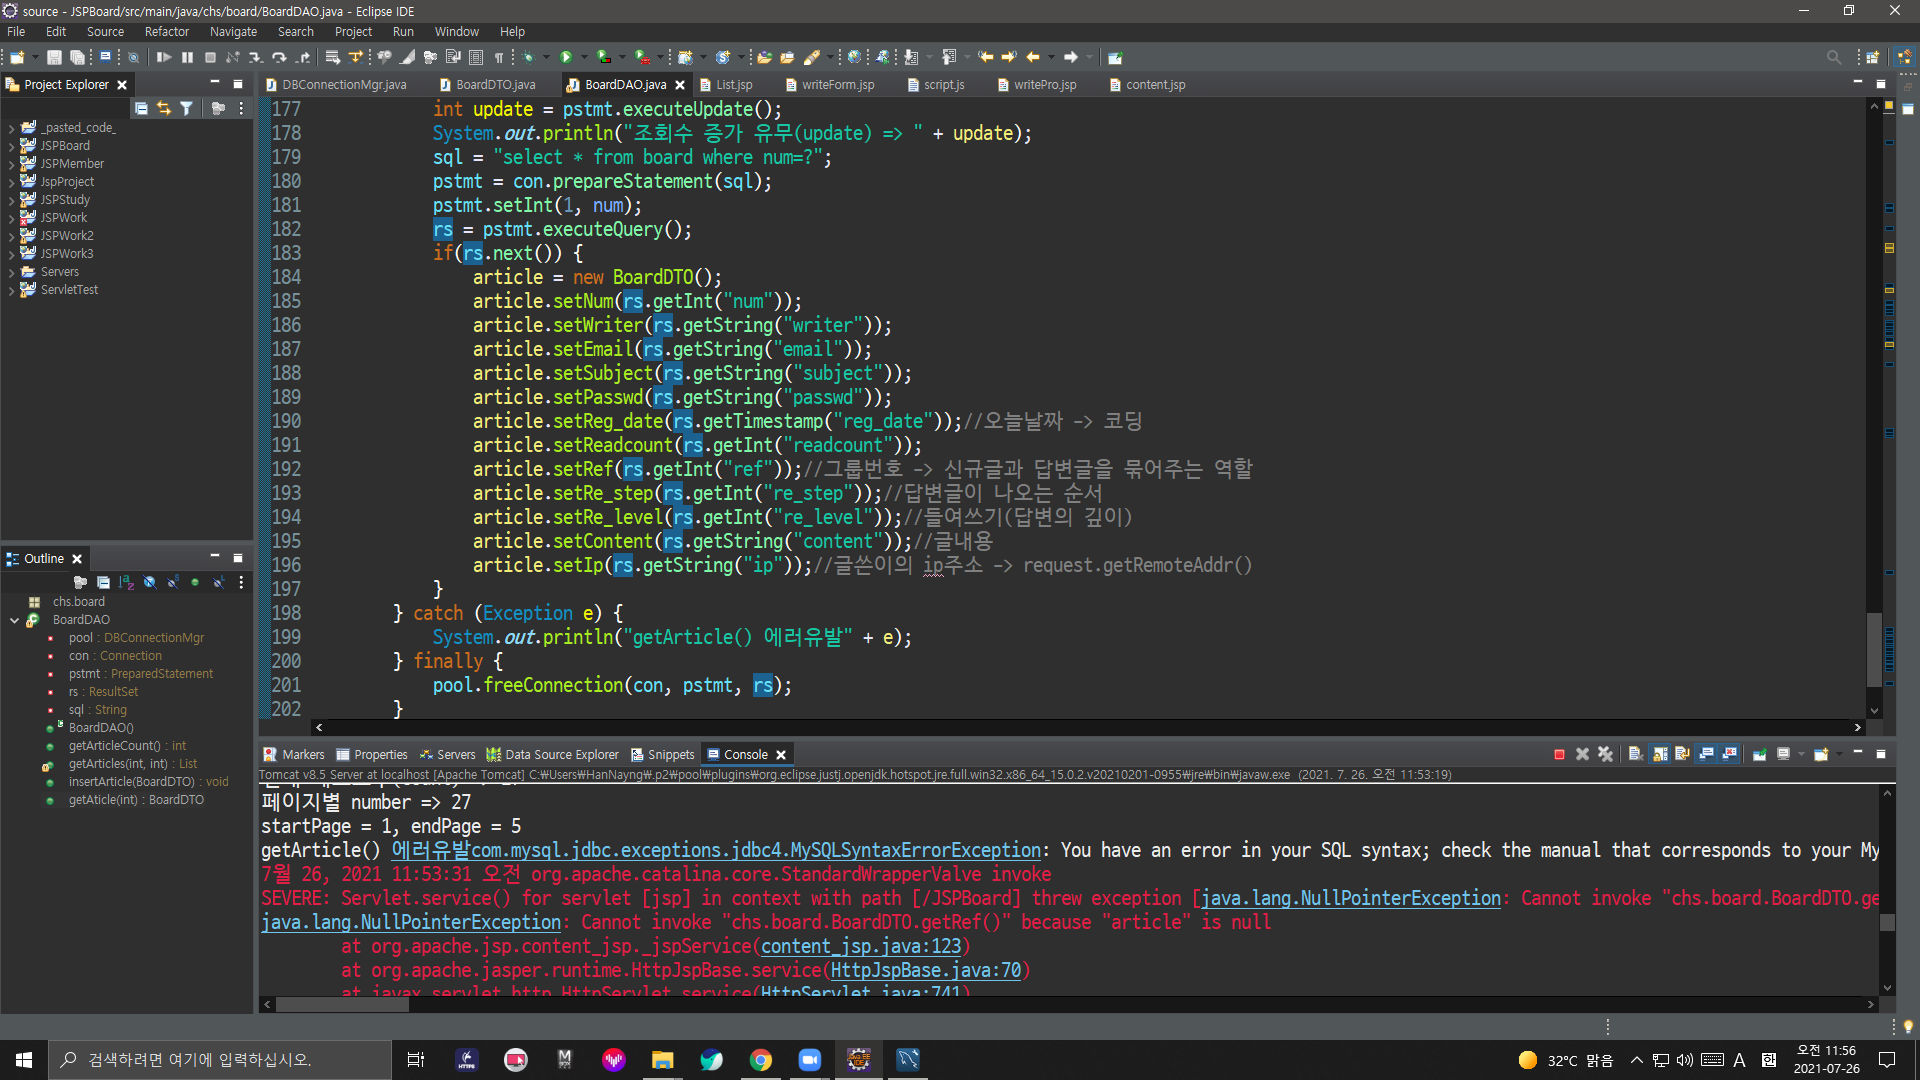 source - JSPBoard/src/main/java/chs/board/BoardDAO.java - Eclipse IDE
File Edit Source Refactor Navigate Search Project Run Window Help
Project Explorer
_pasted_code_
JSPBoard
JSPMember
JspProject
JSPStudy
JSPWork
JSPWork2
JSPWork3
Servers
ServletTest
Outline
chs.board
BoardDAO
pool : DBConnectionMgr
con : Connection
pstmt : PreparedStatement
rs : ResultSet
sql : String
BoardDAO()
getArticleCount() : int
getArticles(int, int) : List
insertArticle(BoardDTO) : void
getAticle(int) : BoardDTO
DBConnectionMgr.java BoardDTO.java BoardDAO.java List.jsp writeForm.jsp script.js writePro.jsp content.jsp
177 int update = pstmt.executeUpdate();
178 System.out.println("조회수 증가 유무(update) => " + update);
179 sql = "select * from board where num=?";
180 pstmt = con.prepareStatement(sql);
181 pstmt.setInt(1, num);
182 rs = pstmt.executeQuery();
183 if(rs.next()) {
184 article = new BoardDTO();
185 article.setNum(rs.getInt("num"));
186 article.setWriter(rs.getString("writer"));
187 article.setEmail(rs.getString("email"));
188 article.setSubject(rs.getString("subject"));
189 article.setPasswd(rs.getString("passwd"));
190 article.setReg_date(rs.getTimestamp("reg_date"));//오늘날짜 -> 코딩
191 article.setReadcount(rs.getInt("readcount"));
192 article.setRef(rs.getInt("ref"));//그룹번호 -> 신규글과 답변글을 묶어주는 역할
193 article.setRe_step(rs.getInt("re_step"));//답변글이 나오는 순서
194 article.setRe_level(rs.getInt("re_level"));//들여쓰기(답변의 깊이)
195 article.setContent(rs.getString("content"));//글내용
196 article.setIp(rs.getString("ip"));//글쓴이의 ip주소 -> request.getRemoteAddr()
197 }
198 } catch (Exception e) {
199 System.out.println("getArticle() 에러유발" + e);
200 } finally {
201 pool.freeConnection(con, pstmt, rs);
202 }
Markers Properties Servers Data Source Explorer Snippets Console
Tomcat v8.5 Server at localhost [Apache Tomcat] C:₩Users₩HanNayng₩.p2₩pool₩plugins₩org.eclipse.justj.openjdk.hotspot.jre.full.win32.x86_64_15.0.2.v20210201-0955₩jre₩bin₩javaw.exe (2021. 7. 26. 오전 11:53:19)
페이지별 number => 27
startPage = 1, endPage = 5
getArticle() 에러유발com.mysql.jdbc.exceptions.jdbc4.MySQLSyntaxErrorException: You have an error in your SQL syntax; check the manual that corresponds to your My
7월 26, 2021 11:53:31 오전 org.apache.catalina.core.StandardWrapperValve invoke
SEVERE: Servlet.service() for servlet [jsp] in context with path [/JSPBoard] threw exception [java.lang.NullPointerException: Cannot invoke "chs.board.BoardDTO.ge
java.lang.NullPointerException: Cannot invoke "chs.board.BoardDTO.getRef()" because "article" is null
at org.apache.jsp.content_jsp._jspService(content_jsp.java:123)
at org.apache.jasper.runtime.HttpJspBase.service(HttpJspBase.java:70)
at javax.servlet.http.HttpServlet.service(HttpServlet.java:741)
검색하려면 여기에 입력하십시오.
32°C 맑음
A
오전 11:56
2021-07-26